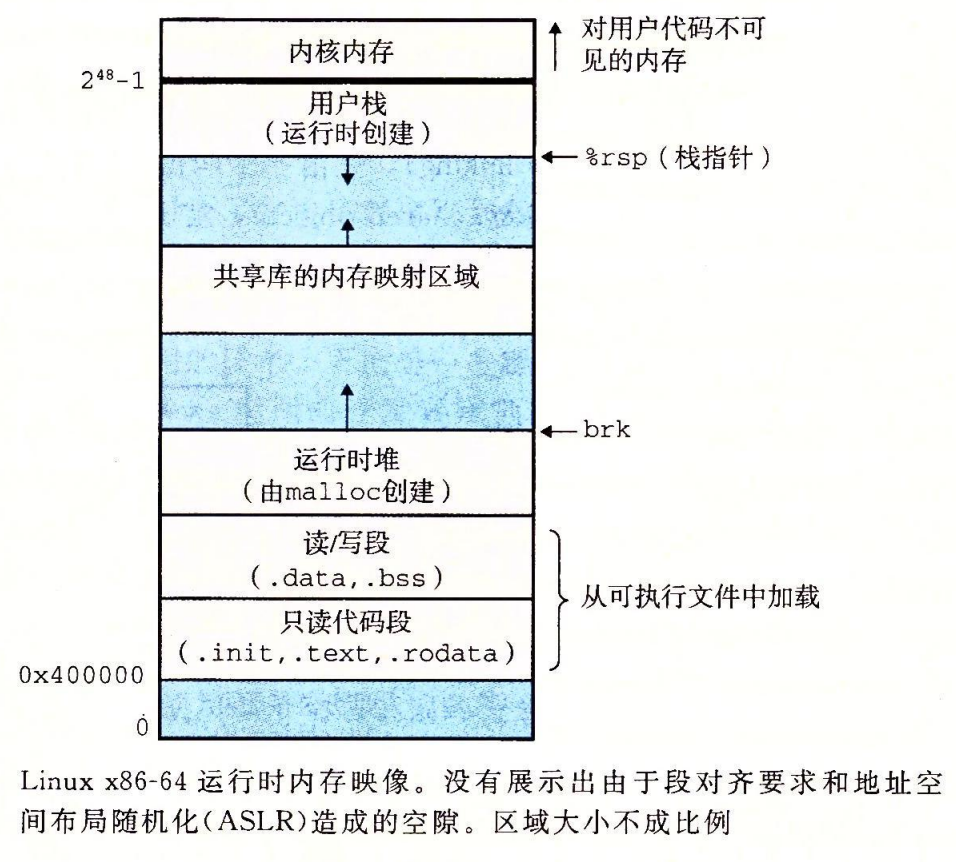 内核内存
对用户代码不可
见的内存
2⁴⁸-1
用户栈
（运行时创建）
%rsp（栈指针）
共享库的内存映射区域
brk
运行时堆
（由malloc创建）
读/写段
（.data,.bss）
从可执行文件中加载
只读代码段
（.init,.text,.rodata）
0x400000
0
Linux x86-64 运行时内存映像。没有展示出由于段对齐要求和地址空
间布局随机化(ASLR)造成的空隙。区域大小不成比例